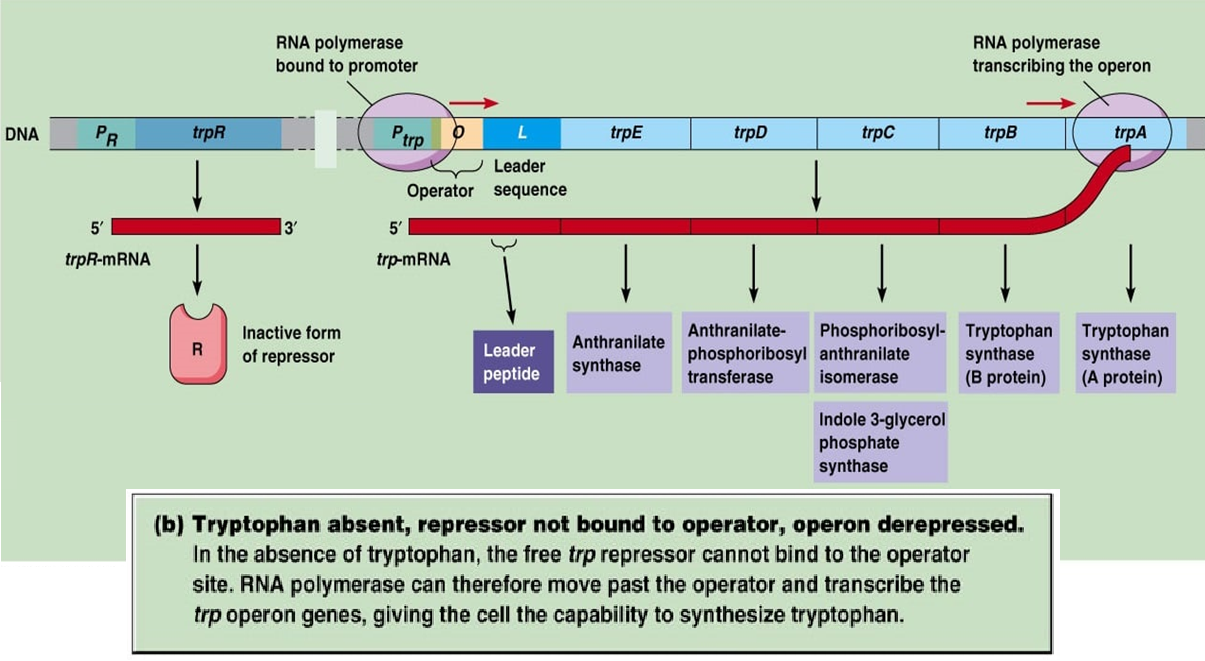 RNA polymerase
bound to promoter
RNA polymerase
transcribing the operon
DNA
PR
trpR
Ptrp
O
L
trpE
trpD
trpC
trpB
trpA
Operator
Leader
sequence
5′
3′
5′
trpR-mRNA
trp-mRNA
R
Inactive form
of repressor
Leader
peptide
Anthranilate
synthase
Anthranilate-
phosphoribosyl
transferase
Phosphoribosyl-
anthranilate
isomerase
Indole 3-glycerol
phosphate
synthase
Tryptophan
synthase
(B protein)
Tryptophan
synthase
(A protein)
(b) Tryptophan absent, repressor not bound to operator, operon derepressed.
In the absence of tryptophan, the free trp repressor cannot bind to the operator
site. RNA polymerase can therefore move past the operator and transcribe the
trp operon genes, giving the cell the capability to synthesize tryptophan.